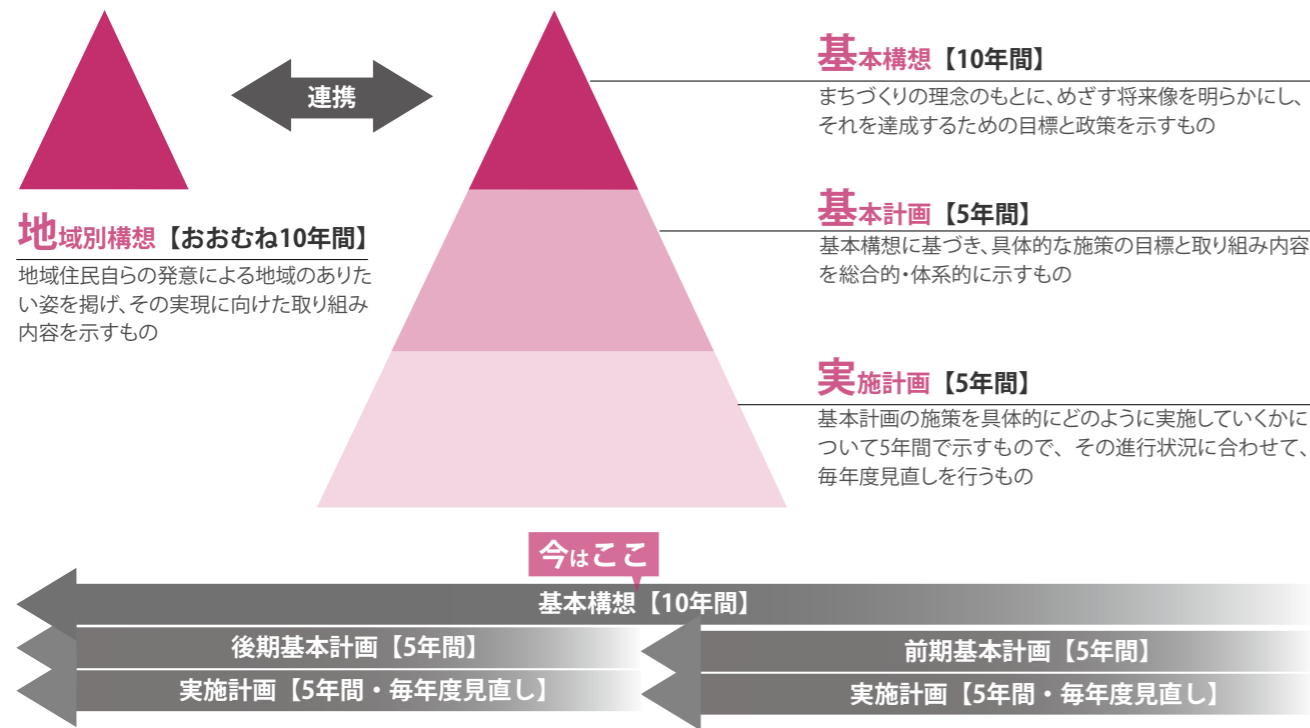 連携
基本構想【10年間】
まちづくりの理念のもとに、めざす将来像を明らかにし、
それを達成するための目標と政策を示すもの
基本計画【5年間】
基本構想に基づき、具体的な施策の目標と取り組み内容
を総合的・体系的に示すもの
地域別構想【おおむね10年間】
地域住民自らの発意による地域のありた
い姿を掲げ、その実現に向けた取り組み
内容を示すもの
実施計画【5年間】
基本計画の施策を具体的にどのように実施していくかに
ついて5年間で示すもので、その進行状況に合わせて、
毎年度見直しを行うもの
今はここ
基本構想【10年間】
後期基本計画【5年間】
前期基本計画【5年間】
実施計画【5年間・毎年度見直し】
実施計画【5年間・毎年度見直し】